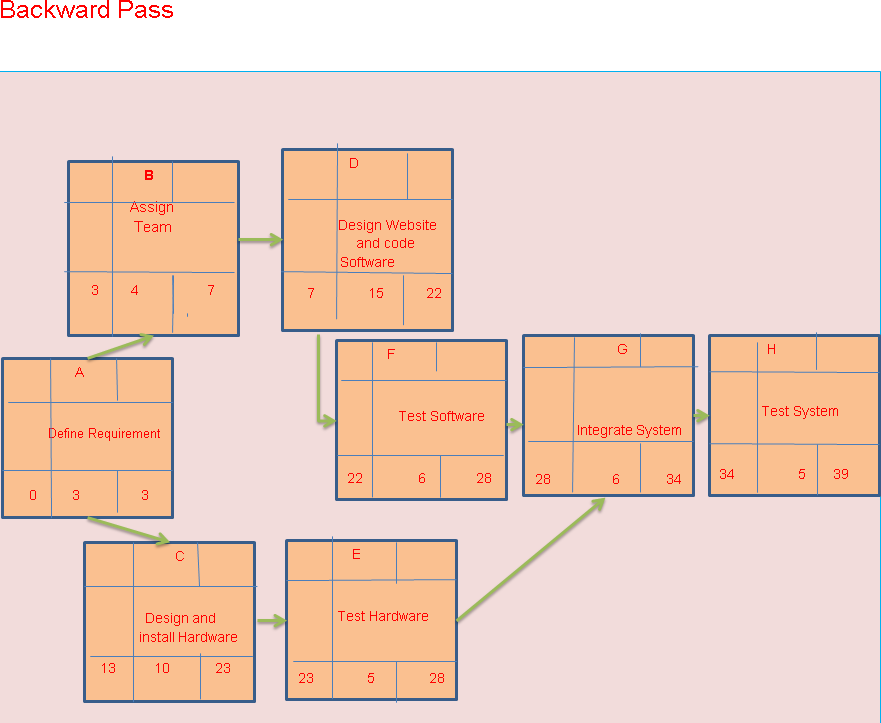 Backward Pass
B
Assign
Team
3 4 7
D
Design Website
and code
Software
7 15 22
A
Define Requirement
0 3 3
F
Test Software
22 6 28
G
Integrate System
28 6 34
H
Test System
34 5 39
C
Design and
install Hardware
13 10 23
E
Test Hardware
23 5 28